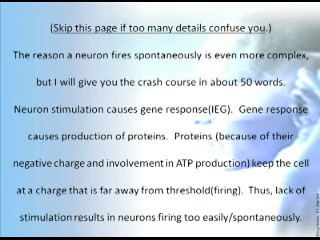 (Skip this page if too many details confuse you.)
The reason a neuron fires spontaneously is even more complex,
but I will give you the crash course in about 50 words.
Neuron stimulation causes gene response(IEG).  Gene response
causes production of proteins.  Proteins (because of their
negative charge and involvement in ATP production) keep the cell
at a charge that is far away from threshold(firing).  Thus, lack of
stimulation results in neurons firing too easily/spontaneously.